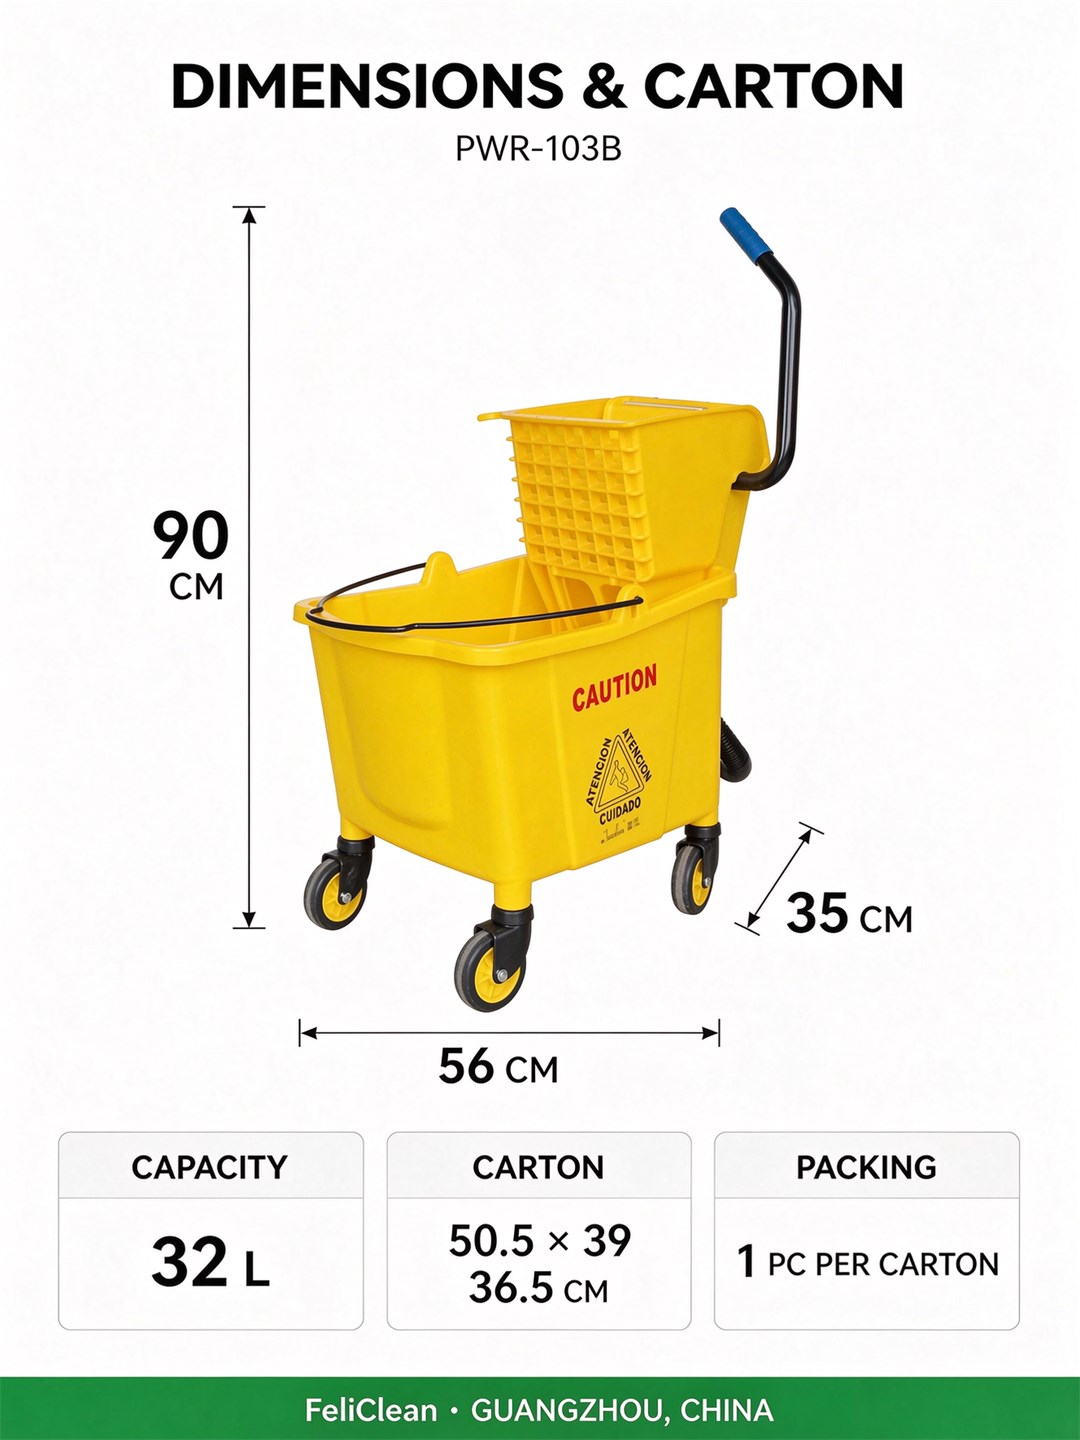 DIMENSIONS & CARTON
PWR-103B
90
CM
CAUTION
ATENCION
ATENCION
CUIDADO
35 CM
56 CM
CAPACITY
32 L
CARTON
50.5 × 39
36.5 CM
PACKING
1 PC PER CARTON
FeliClean • GUANGZHOU, CHINA